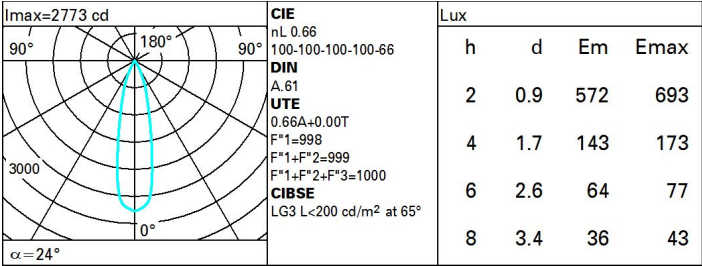 Imax=2773 cd
90°
180°
90°
3000
0°
α=24°
CIE
nL 0.66
100-100-100-100-66
DIN
A.61
UTE
0.66A+0.00T
F"1=998
F"1+F"2=999
F"1+F"2+F"3=1000
CIBSE
LG3 L<200 cd/m² at 65°
Lux
h d Em Emax
2 0.9 572 693
4 1.7 143 173
6 2.6 64 77
8 3.4 36 43